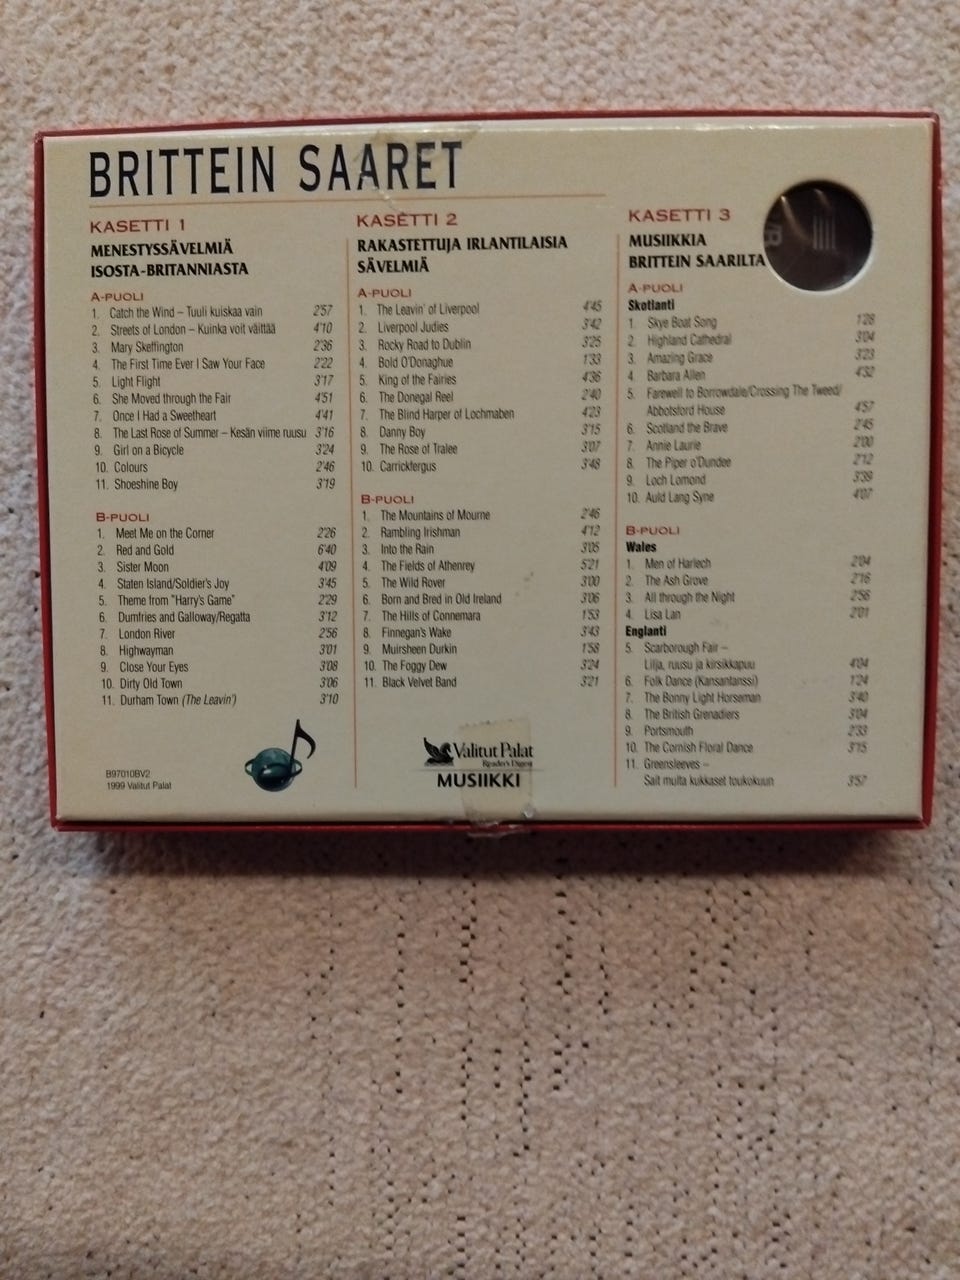 BRITTEIN SAARET
KASETTI 1
MENESTYSSÄVELMIÄ
ISOSTA-BRITANNIASTA
A-PUOLI
1. Catch the Wind – Tuuli kuiskaa vain 2'57
2. Streets of London – Kuinka voit väittää 4'10
3. Mary Skeffington 2'36
4. The First Time Ever I Saw Your Face 2'22
5. Light Flight 3'17
6. She Moved through the Fair 4'51
7. Once I Had a Sweetheart 4'41
8. The Last Rose of Summer – Kesän viime ruusu 3'16
9. Girl on a Bicycle 3'24
10. Colours 2'46
11. Shoeshine Boy 3'19
B-PUOLI
1. Meet Me on the Corner 2'26
2. Red and Gold 6'40
3. Sister Moon 4'09
4. Staten Island/Soldier's Joy 3'45
5. Theme from "Harry's Game" 2'29
6. Dumfries and Galloway/Regatta 3'12
7. London River 2'56
8. Highwayman 3'01
9. Close Your Eyes 3'08
10. Dirty Old Town 3'06
11. Durham Town (The Leavin') 3'10
B97010BV2
1999 Valitut Palat
KASETTI 2
RAKASTETTUJA IRLANTILAISIA
SÄVELMIÄ
A-PUOLI
1. The Leavin' of Liverpool 4'45
2. Liverpool Judies 3'42
3. Rocky Road to Dublin 3'25
4. Bold O'Donaghue 1'33
5. King of the Fairies 4'36
6. The Donegal Reel 2'40
7. The Blind Harper of Lochmaben 4'23
8. Danny Boy 3'15
9. The Rose of Tralee 3'07
10. Carrickfergus 3'48
B-PUOLI
1. The Mountains of Mourne 2'46
2. Rambling Irishman 4'12
3. Into the Rain 3'05
4. The Fields of Athenrey 5'21
5. The Wild Rover 3'00
6. Born and Bred in Old Ireland 3'06
7. The Hills of Connemara 1'53
8. Finnegan's Wake 3'43
9. Muirsheen Durkin 1'58
10. The Foggy Dew 3'24
11. Black Velvet Band 3'21
Valitut Palat
Reader's Digest
MUSIIKKI
KASETTI 3
MUSIIKKIA
BRITTEIN SAARILTA
A-PUOLI
Skotlanti
1. Skye Boat Song 1'28
2. Highland Cathedral 3'04
3. Amazing Grace 3'23
4. Barbara Allen 4'32
5. Farewell to Borrowdale/Crossing The Tweed/
Abbotsford House 4'57
6. Scotland the Brave 2'45
7. Annie Laurie 2'00
8. The Piper o'Dundee 2'12
9. Loch Lomond 3'39
10. Auld Lang Syne 4'07
B-PUOLI
Wales
1. Men of Harlech 2'04
2. The Ash Grove 2'16
3. All through the Night 2'56
4. Lisa Lan 2'01
Englanti
5. Scarborough Fair –
Lilja, ruusu ja kirsikkapuu 4'04
6. Folk Dance (Kansantanssi) 1'24
7. The Bonny Light Horseman 3'40
8. The British Grenadiers 3'04
9. Portsmouth 2'33
10. The Cornish Floral Dance 3'15
11. Greensleeves –
Sait multa kukkaset toukokuun 3'57